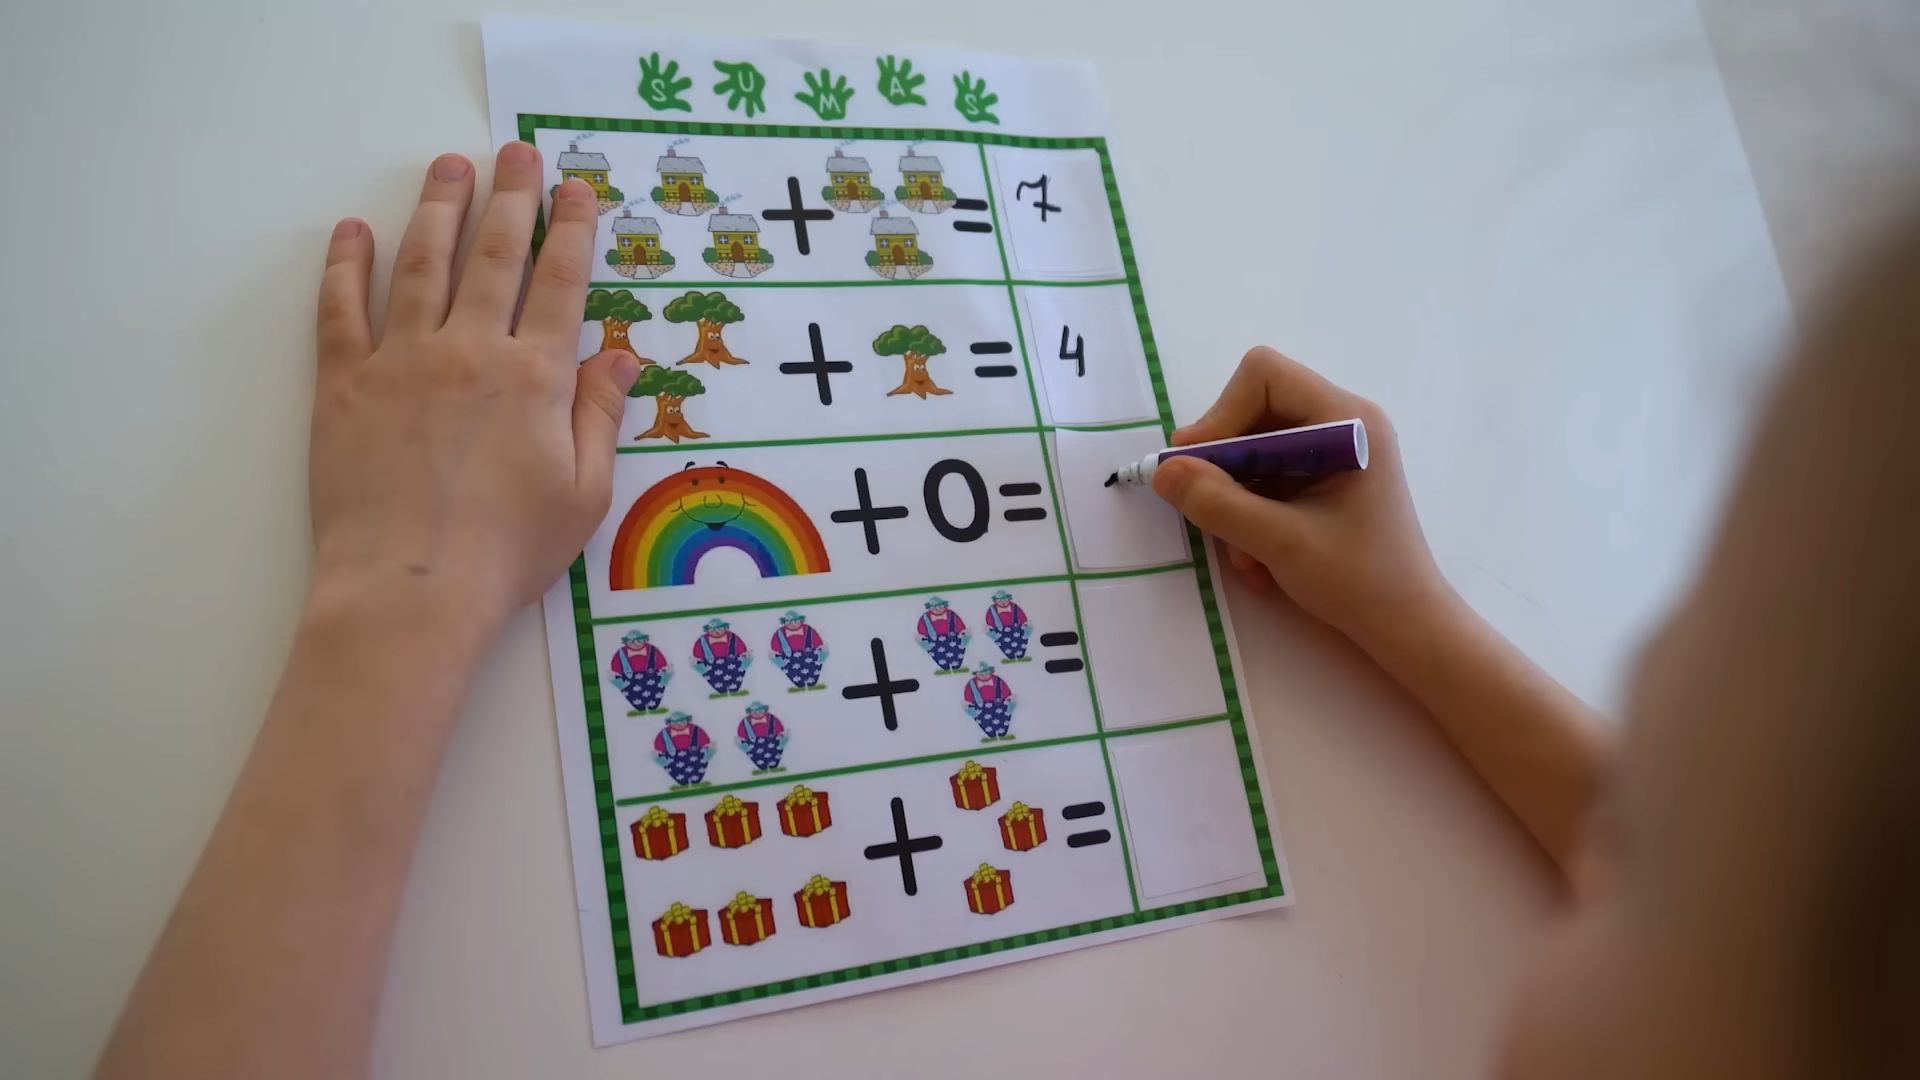 SUMAS
+ = 7
+ = 4
+ 0 =
+ =
+ =